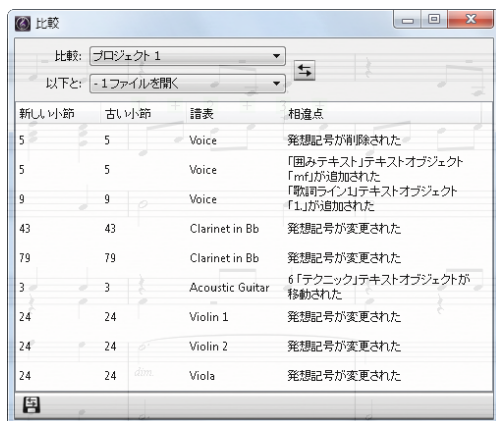 比較
比較: プロジェクト 1
以下と: - 1ファイルを開く
新しい小節 古い小節 譜表 相違点
5 5 Voice 発想記号が削除された
5 5 Voice 「囲みテキスト」テキストオブジェクト
「mf」が追加された
9 9 Voice 「歌詞ライン1」テキストオブジェクト
「1.」が追加された
43 43 Clarinet in Bb 発想記号が変更された
79 79 Clarinet in Bb 発想記号が変更された
3 3 Acoustic Guitar 6「テクニック」テキストオブジェクトが
移動された
24 24 Violin 1 発想記号が変更された
24 24 Violin 2 発想記号が変更された
24 24 Viola 発想記号が変更された
dim.